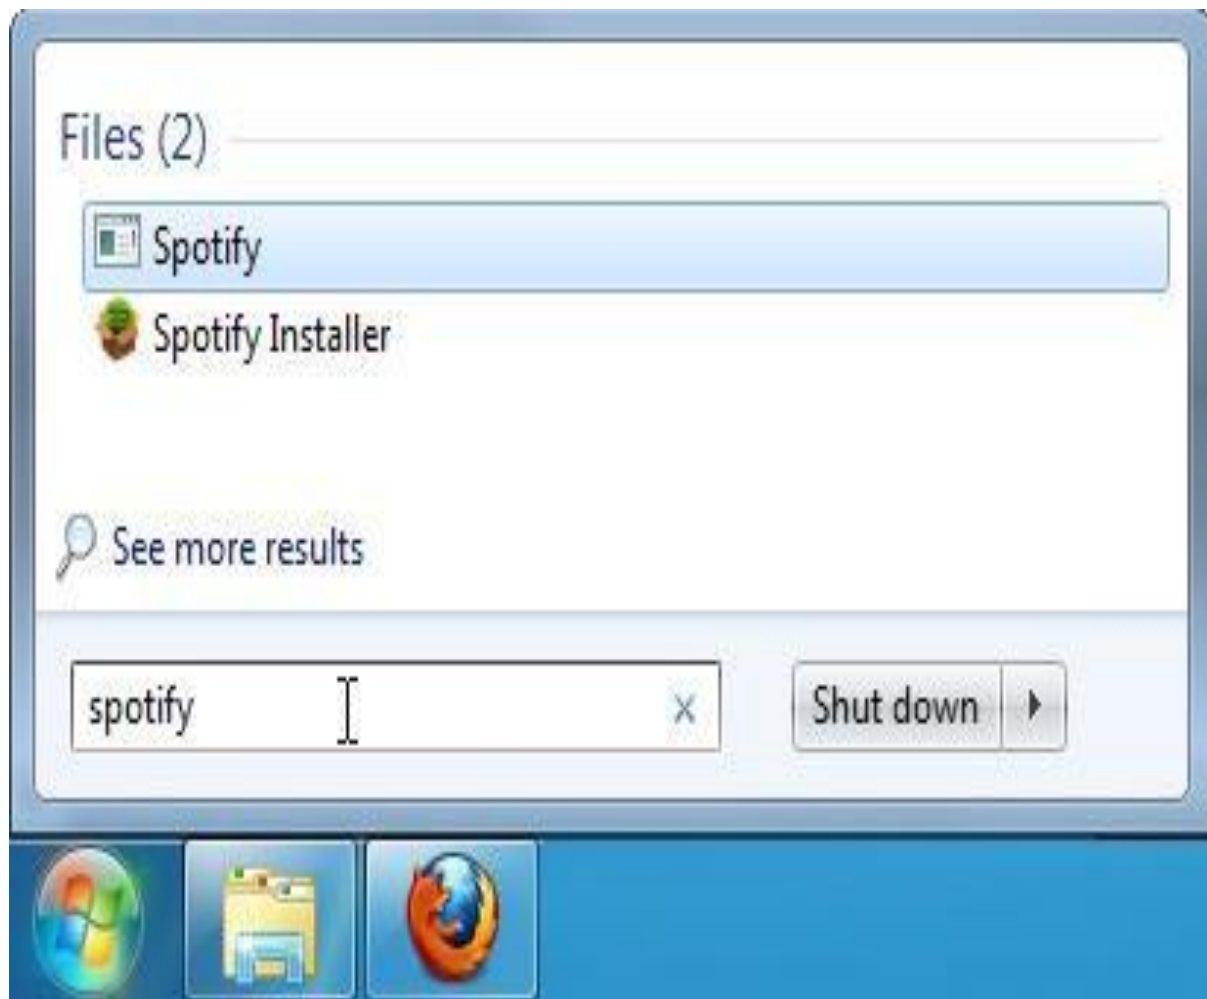 Files (2)
Spotify
Spotify Installer
See more results
spotify x
Shut down